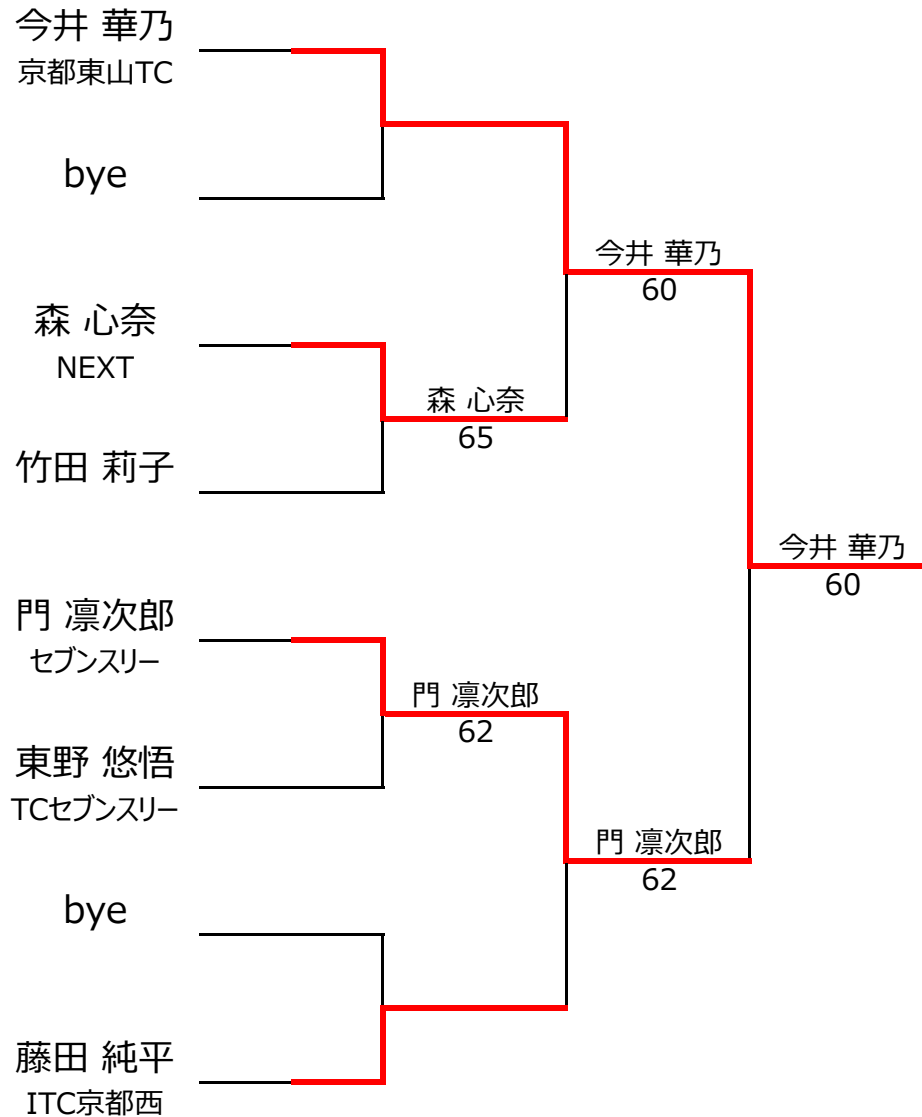 今井 華乃
京都東山TC
bye
森 心奈
NEXT
竹田 莉子
門 凛次郎
セブンスリー
東野 悠悟
TCセブンスリー
bye
藤田 純平
ITC京都西
森 心奈
65
門 凛次郎
62
今井 華乃
60
門 凛次郎
62
今井 華乃
60